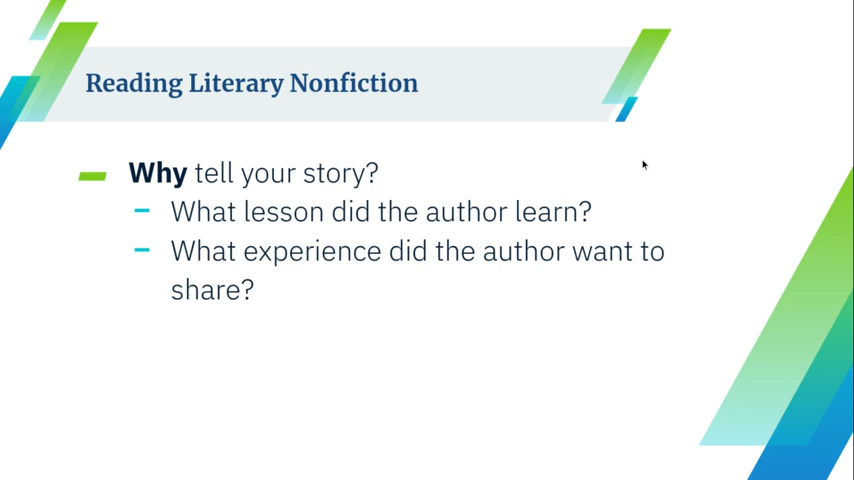 Reading Literary Nonfiction
Why tell your story?
What lesson did the author learn?
What experience did the author want to
share?